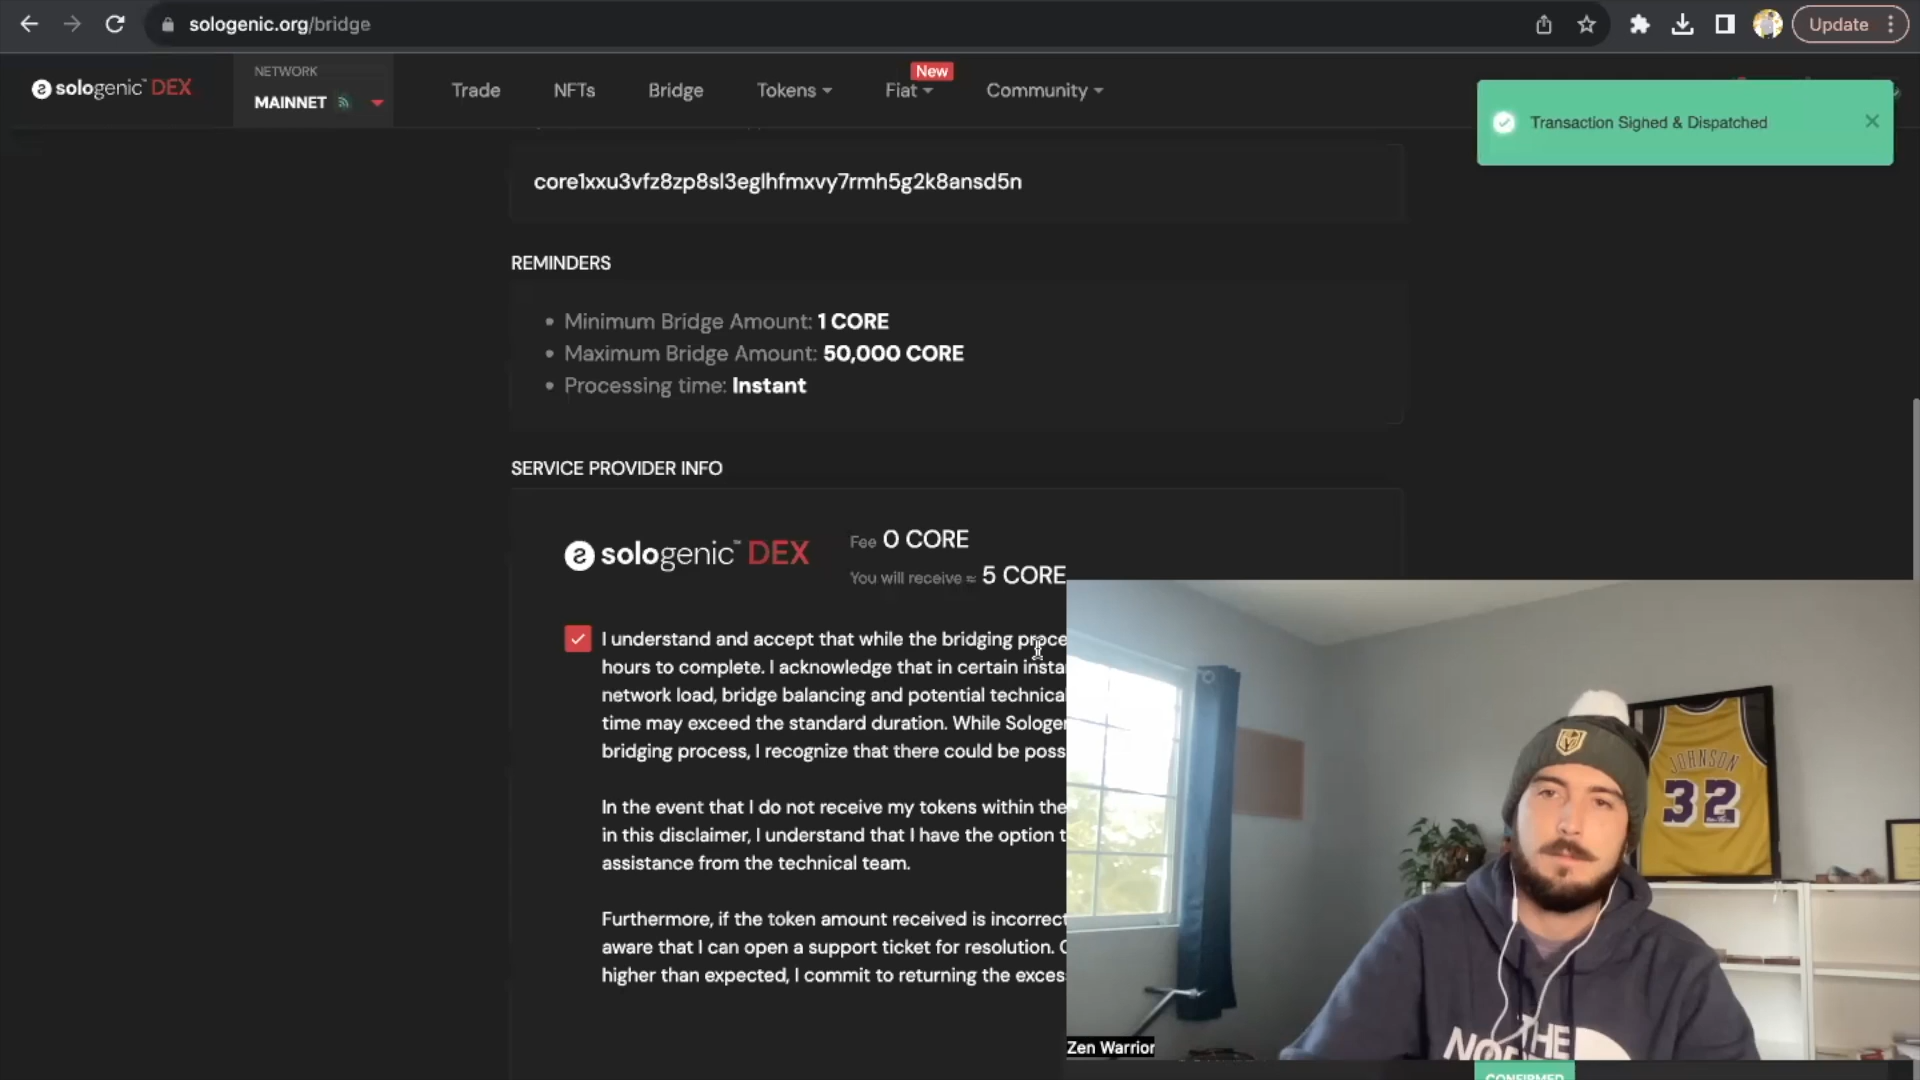 sologenic.org/bridge
Update
sologenic™ DEX
NETWORK
MAINNET
Trade
NFTs
Bridge
Tokens
New
Fiat
Community
Transaction Signed & Dispatched
core1xxu3vfz8zp8sl3eglhfmxvy7rmh5g2k8ansd5n
REMINDERS
• Minimum Bridge Amount: 1 CORE
• Maximum Bridge Amount: 50,000 CORE
• Processing time: Instant
SERVICE PROVIDER INFO
sologenic™ DEX
Fee 0 CORE
You will receive ≈ 5 CORE
I understand and accept that while the bridging proce
hours to complete. I acknowledge that in certain insta
network load, bridge balancing and potential technical
time may exceed the standard duration. While Sologe
bridging process, I recognize that there could be poss
In the event that I do not receive my tokens within the
in this disclaimer, I understand that I have the option t
assistance from the technical team.
Furthermore, if the token amount received is incorrect
aware that I can open a support ticket for resolution.
higher than expected, I commit to returning the exces
JOHNSON
32
THE
Zen Warrior
CONFIRMED